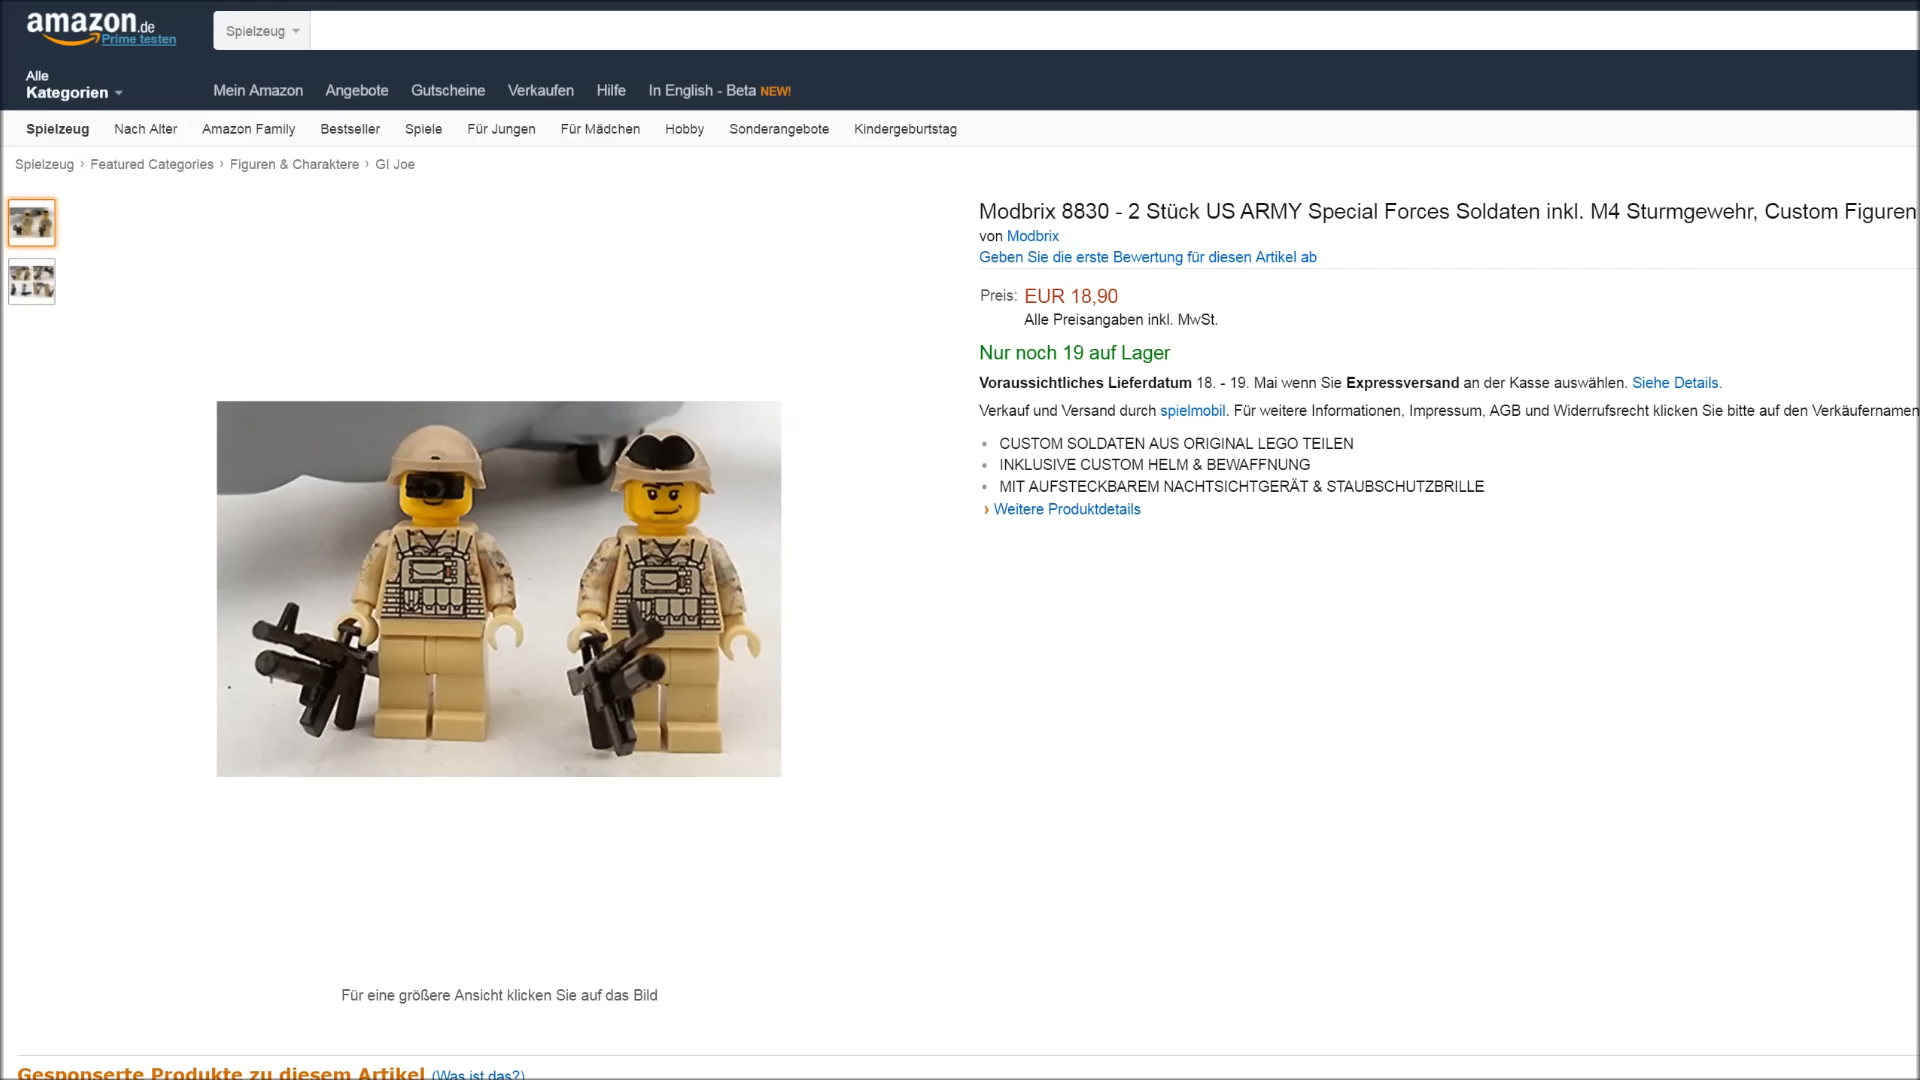 amazon.de
Prime testen
Spielzeug
Alle
Kategorien
Mein Amazon Angebote Gutscheine Verkaufen Hilfe In English - Beta NEW!
Spielzeug Nach Alter Amazon Family Bestseller Spiele Für Jungen Für Mädchen Hobby Sonderangebote Kindergeburtstag
Spielzeug › Featured Categories › Figuren & Charaktere › GI Joe
Modbrix 8830 - 2 Stück US ARMY Special Forces Soldaten inkl. M4 Sturmgewehr, Custom Figuren
von Modbrix
Geben Sie die erste Bewertung für diesen Artikel ab
Preis: EUR 18,90
Alle Preisangaben inkl. MwSt.
Nur noch 19 auf Lager
Voraussichtliches Lieferdatum 18. - 19. Mai wenn Sie Expressversand an der Kasse auswählen. Siehe Details.
Verkauf und Versand durch spielmobil. Für weitere Informationen, Impressum, AGB und Widerrufsrecht klicken Sie bitte auf den Verkäufernamen
• CUSTOM SOLDATEN AUS ORIGINAL LEGO TEILEN
• INKLUSIVE CUSTOM HELM & BEWAFFNUNG
• MIT AUFSTECKBAREM NACHTSICHTGERÄT & STAUBSCHUTZBRILLE
› Weitere Produktdetails
Für eine größere Ansicht klicken Sie auf das Bild
Gesponserte Produkte zu diesem Artikel (Was ist das?)